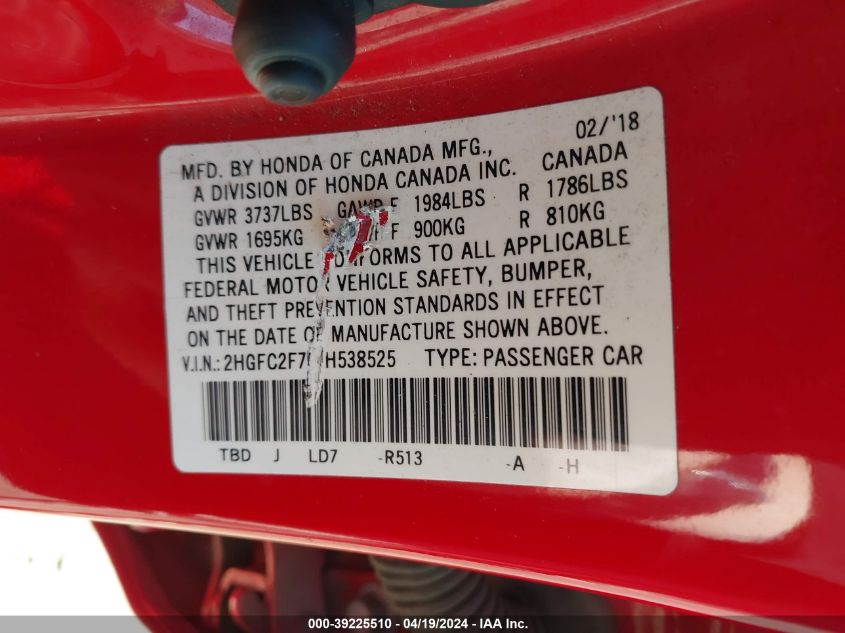 02/'18
MFD. BY HONDA OF CANADA MFG., CANADA
A DIVISION OF HONDA CANADA INC.
GVWR 3737LBS GAWR F 1984LBS R 1786LBS
GVWR 1695KG F 900KG R 810KG
THIS VEHICLE TO ALL APPLICABLE
FEDERAL MOTOR VEHICLE SAFETY, BUMPER,
AND THEFT PREVENTION STANDARDS IN EFFECT
ON THE DATE OF MANUFACTURE SHOWN ABOVE.
V.I.N.: 2HGFC2F7 H538525 TYPE: PASSENGER CAR
TBD J LD7 -R513 -A -H
000-39225510 - 04/19/2024 - IAA, Inc.